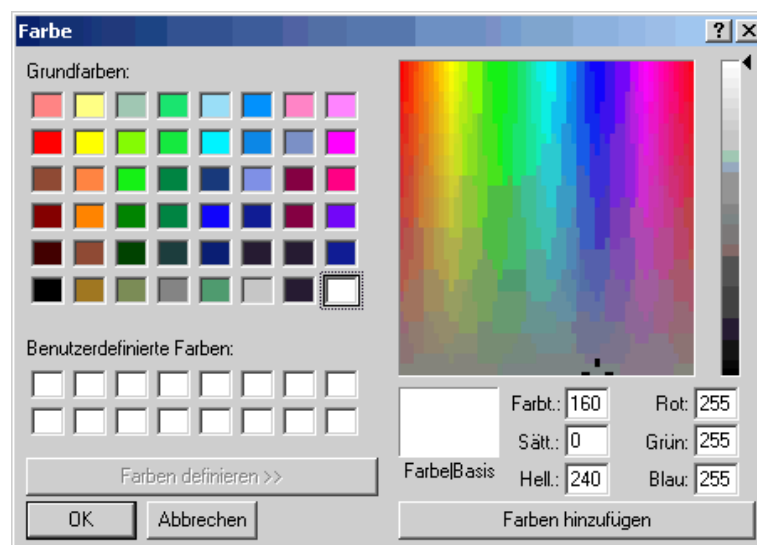 Farbe
Grundfarben:
Benutzerdefinierte Farben:
Farben definieren >>
OK Abbrechen
Farbe|Basis
Farbt.: 160 Rot: 255
Sätt.: 0 Grün: 255
Hell.: 240 Blau: 255
Farben hinzufügen